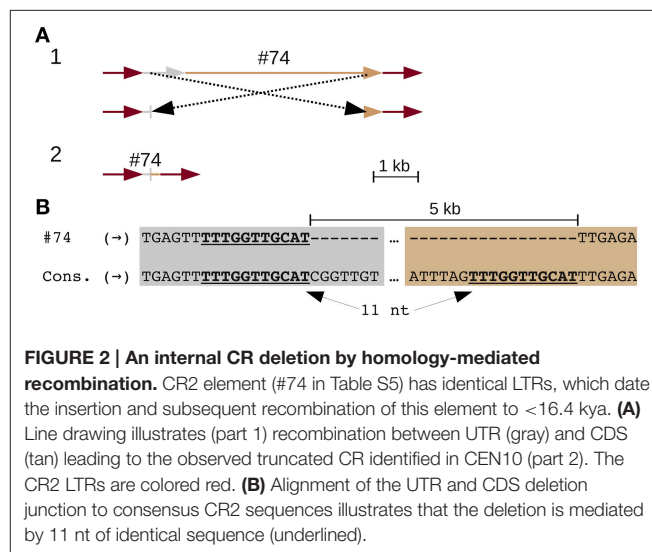 A
1
#74
2
#74
1 kb
B
5 kb
#74 (→) TGAGTTTTTGGTTGCAT------- … ----------------TTGAGA
Cons. (→) TGAGTTTTTGGTTGCATCGGTTGT … ATTTAGTTTGGTTGCATTTGAGA
11 nt
FIGURE 2 | An internal CR deletion by homology-mediated
recombination. CR2 element (#74 in Table S5) has identical LTRs, which date
the insertion and subsequent recombination of this element to <16.4 kya. (A)
Line drawing illustrates (part 1) recombination between UTR (gray) and CDS
(tan) leading to the observed truncated CR identified in CEN10 (part 2). The
CR2 LTRs are colored red. (B) Alignment of the UTR and CDS deletion
junction to consensus CR2 sequences illustrates that the deletion is mediated
by 11 nt of identical sequence (underlined).